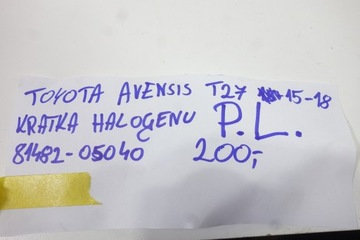 TOYOTA AVENSIS T27 15-18
KRATKA HALOGENU P.L.
81482-05040 200,-